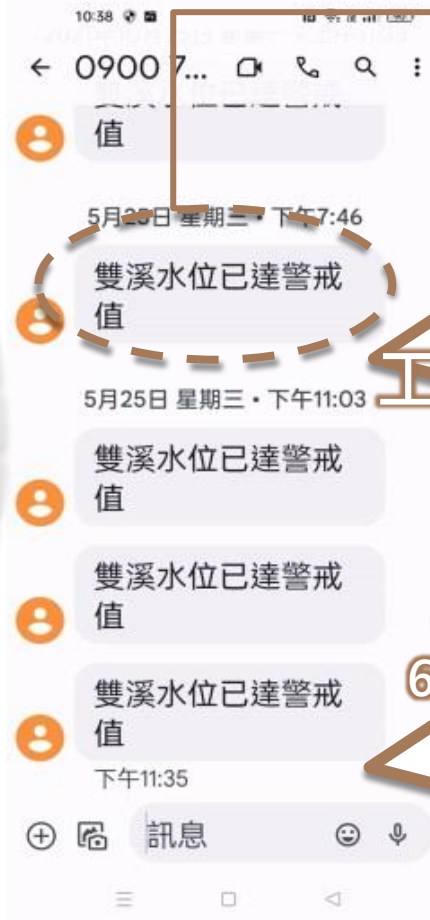 10:38
0900 7...
值
5月25日 星期三・下午7:46
雙溪水位已達警戒
值
5月25日 星期三・下午11:03
雙溪水位已達警戒
值
雙溪水位已達警戒
值
6
雙溪水位已達警戒
值
下午11:35
訊息